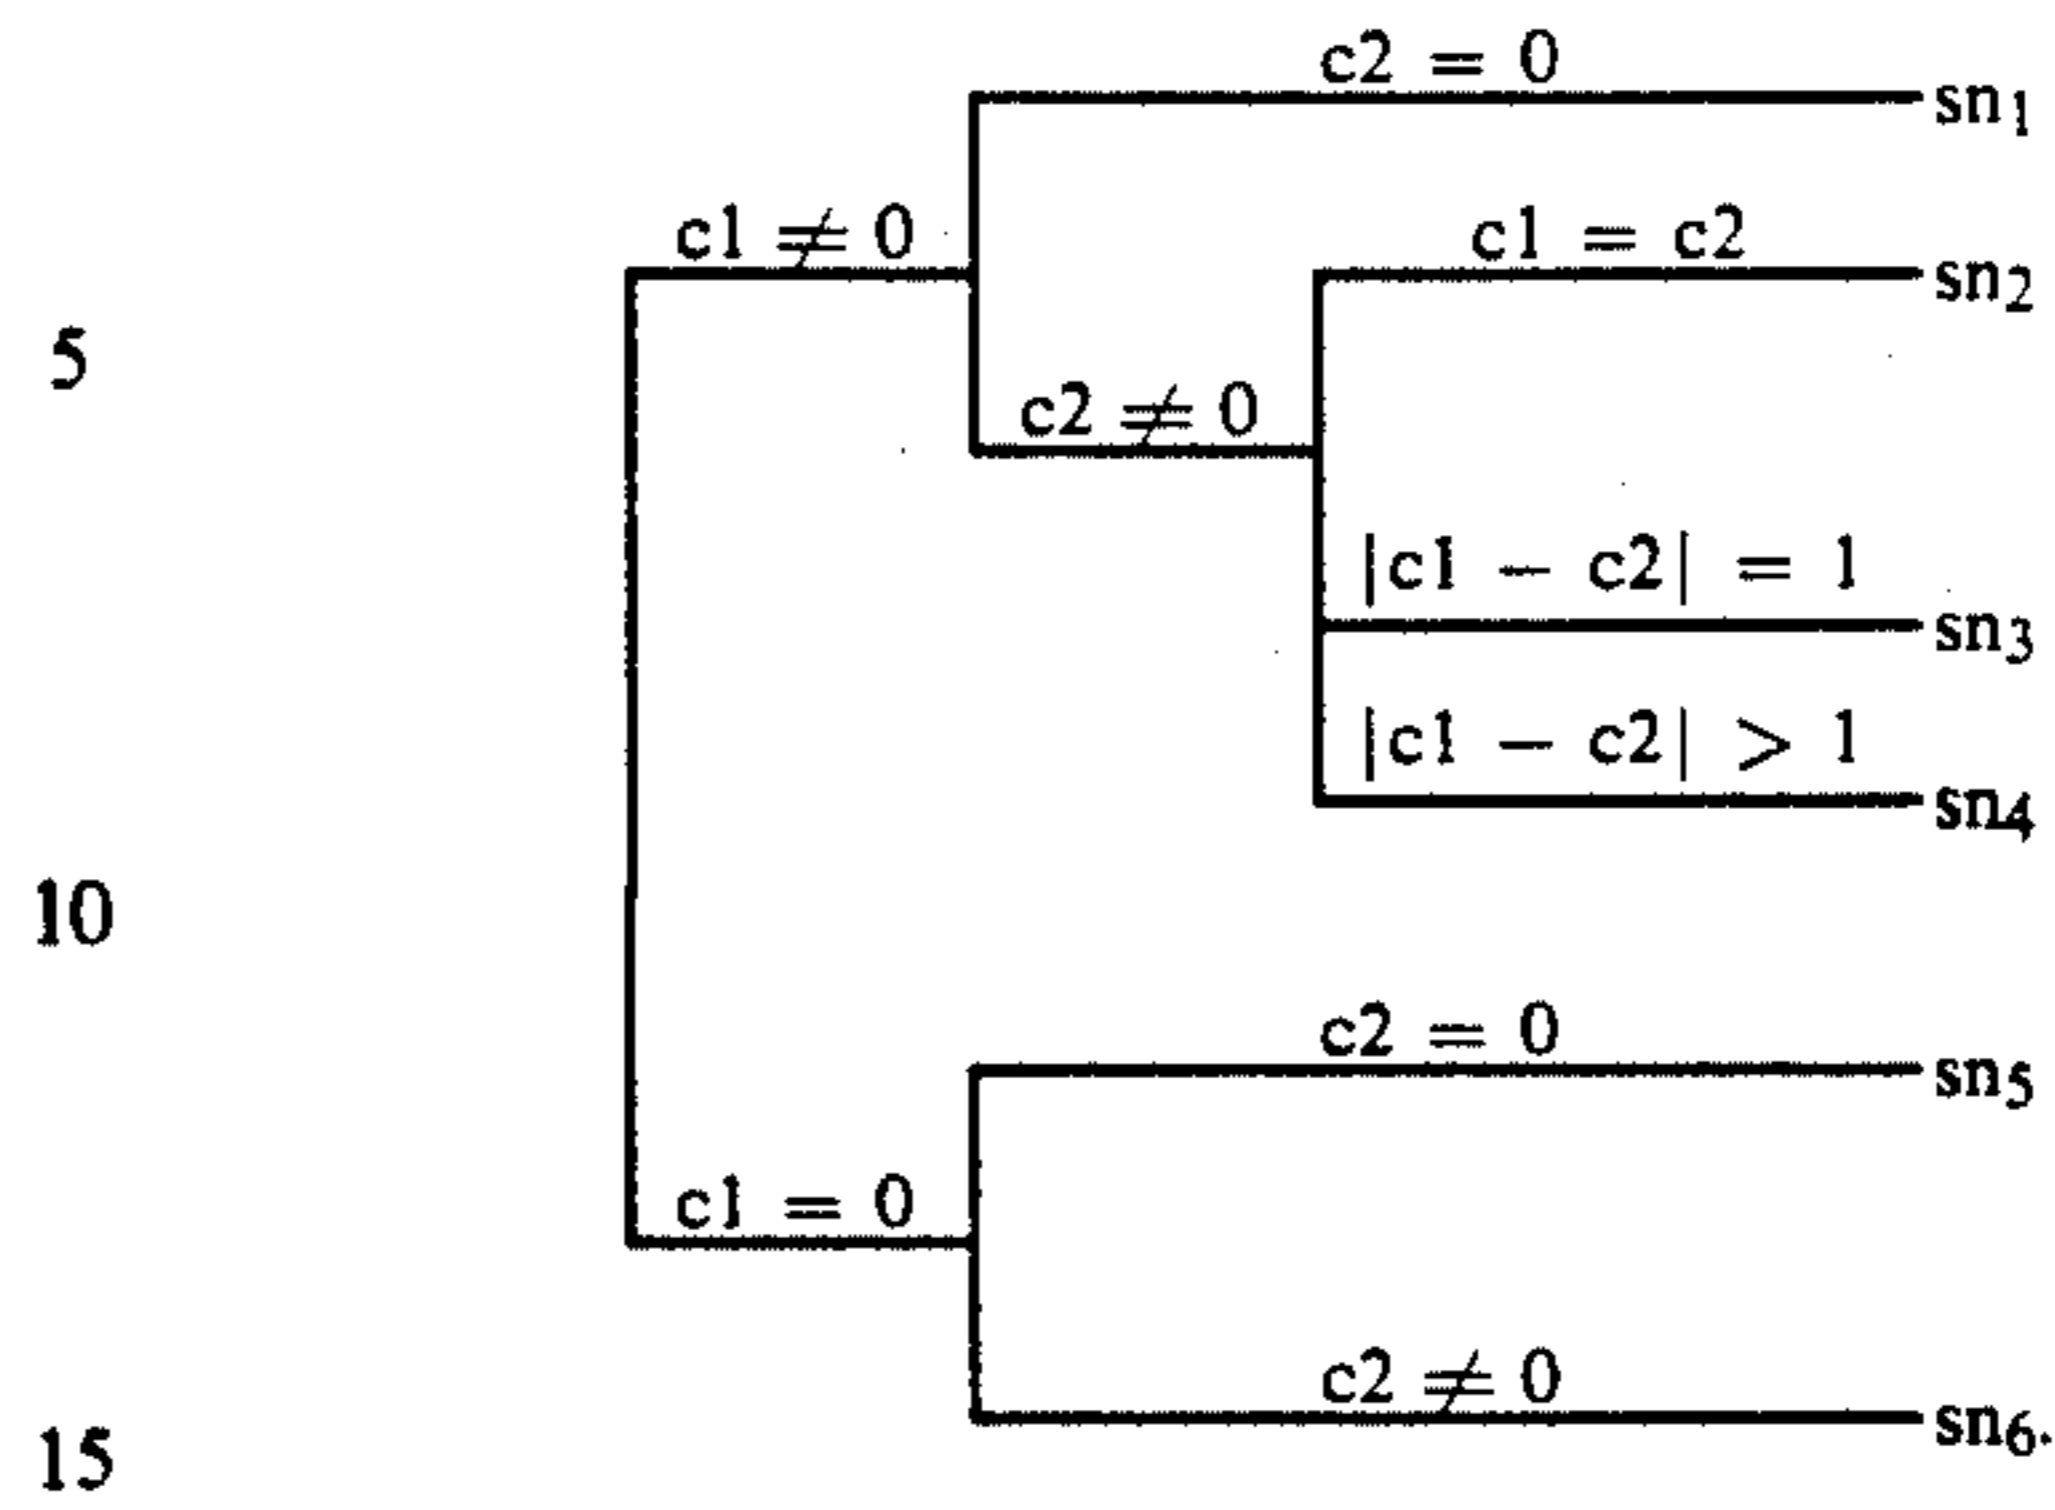 c2 = 0
sn1
c1 ≠ 0
c1 = c2
sn2
5
c2 ≠ 0
|c1 − c2| = 1
sn3
|c1 − c2| > 1
sn4
10
c2 = 0
sn5
c1 = 0
c2 ≠ 0
sn6.
15